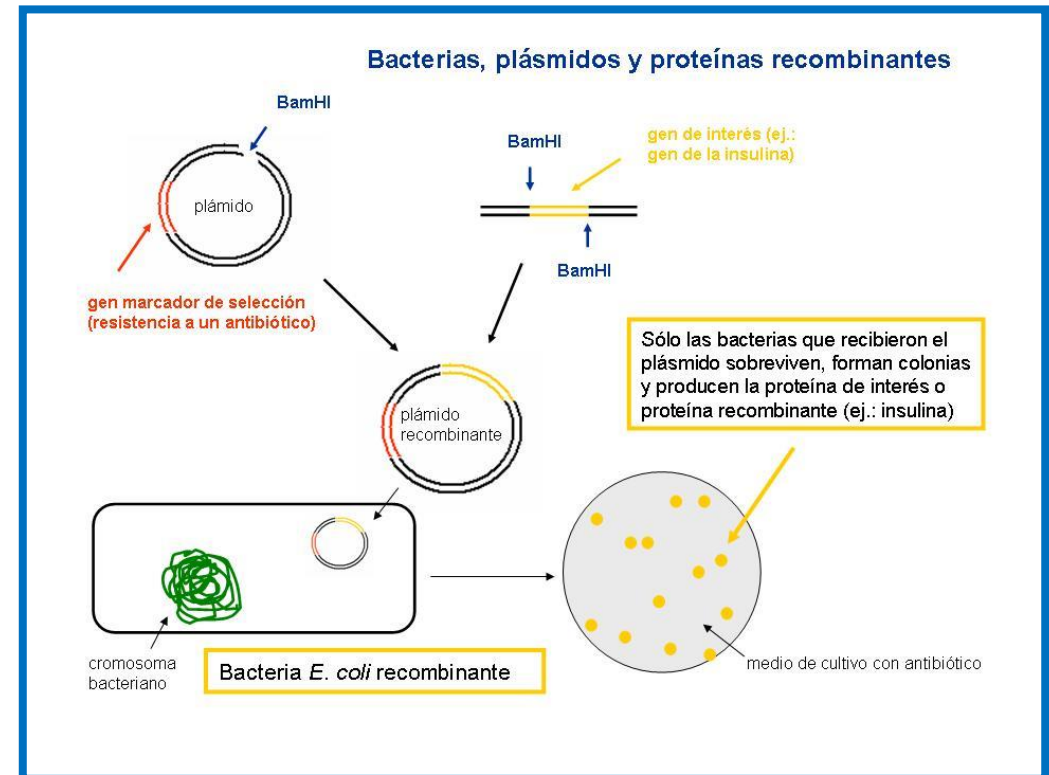 Bacterias, plásmidos y proteínas recombinantes
BamHI
plámido
gen marcador de selección
(resistencia a un antibiótico)
BamHI
gen de interés (ej.:
gen de la insulina)
BamHI
plámido
recombinante
Sólo las bacterias que recibieron el
plásmido sobreviven, forman colonias
y producen la proteína de interés o
proteína recombinante (ej.: insulina)
cromosoma
bacteriano
Bacteria E. coli recombinante
medio de cultivo con antibiótico